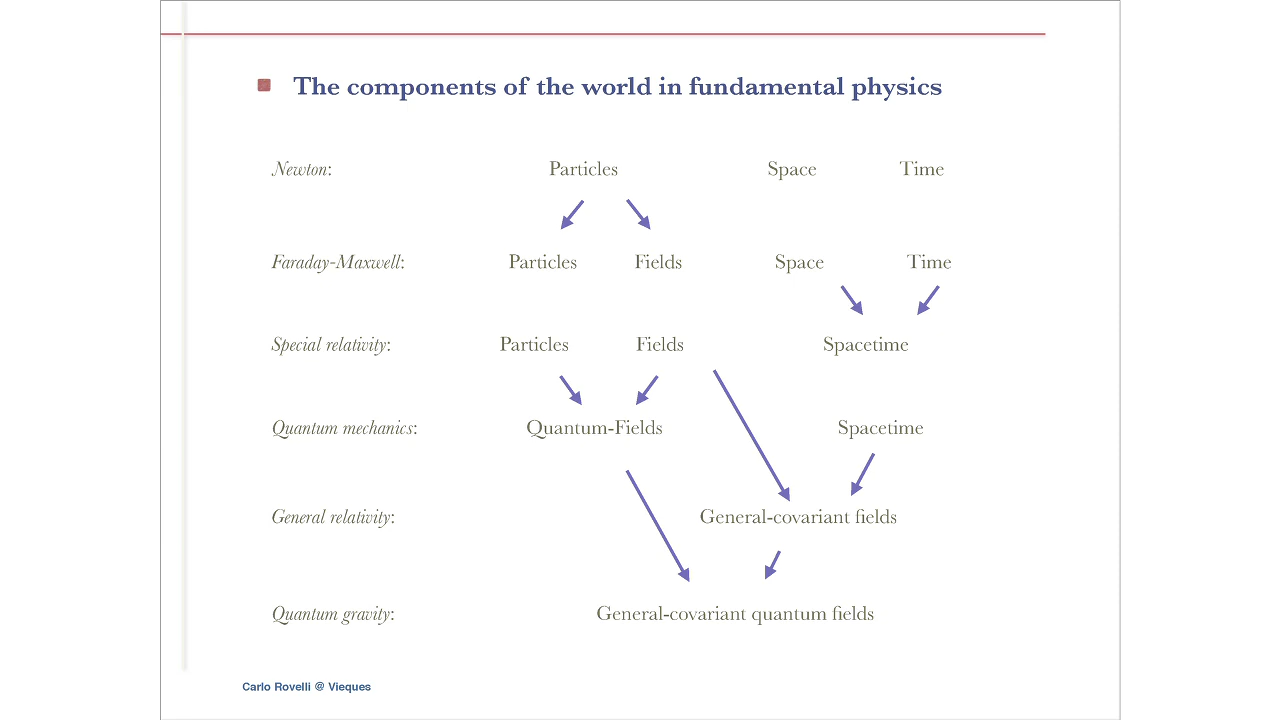 The components of the world in fundamental physics
Newton: Particles Space Time
Faraday-Maxwell: Particles Fields Space Time
Special relativity: Particles Fields Spacetime
Quantum mechanics: Quantum-Fields Spacetime
General relativity: General-covariant fields
Quantum gravity: General-covariant quantum fields
Carlo Rovelli @ Vieques